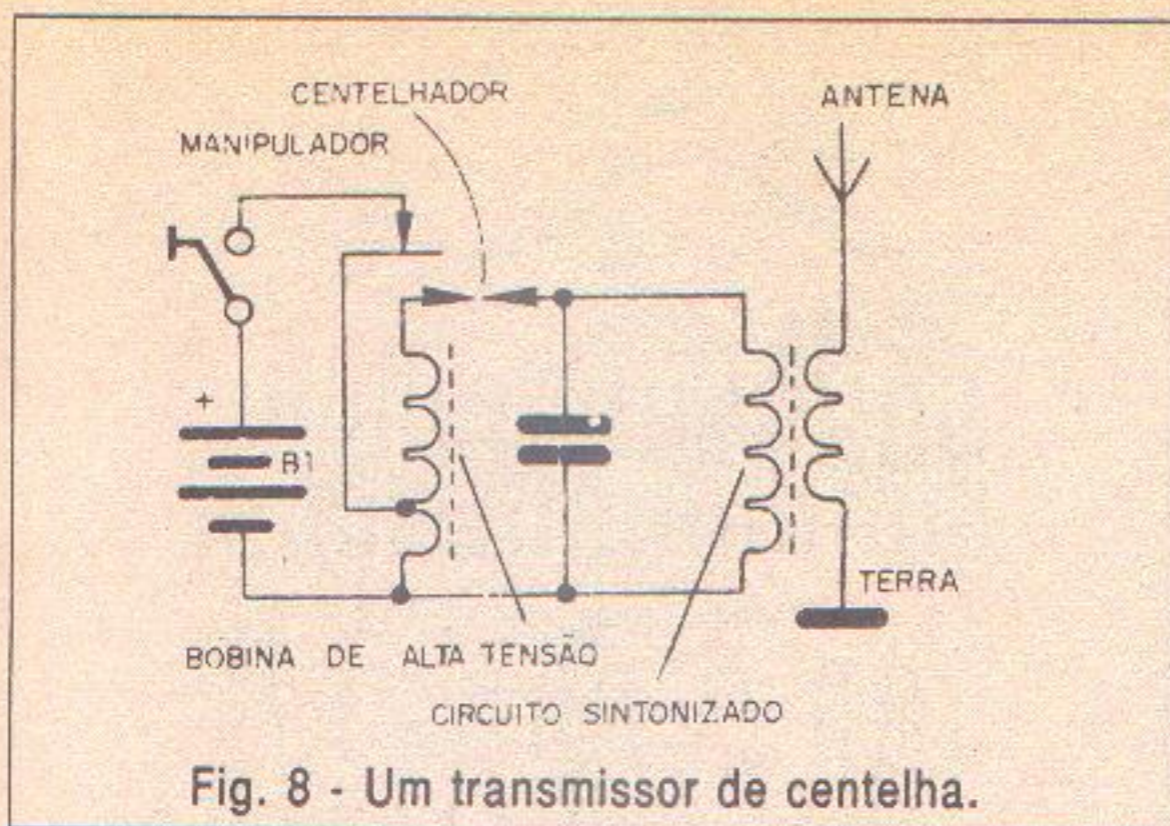 CENTELHADOR
ANTENA
MANIPULADOR
+
B1
TERRA
BOBINA DE ALTA TENSÃO
CIRCUITO SINTONIZADO
Fig. 8 - Um transmissor de centelha.